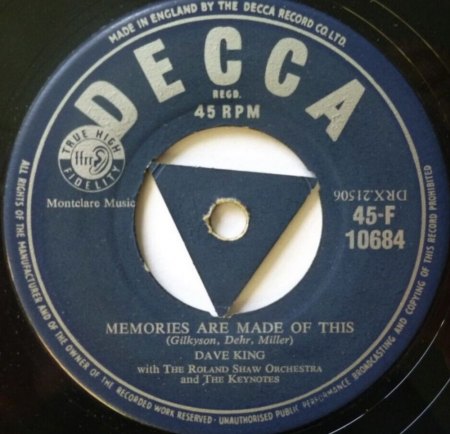 MADE IN ENGLAND BY THE DECCA RECORD CO. LTD.
DECCA
REGD.
45 RPM
TRUE HIGH
ffrr
FIDELITY
Montclare Music
DRX.21506
45-F
10684
MEMORIES ARE MADE OF THIS
(Gilkyson, Dehr, Miller)
DAVE KING
with THE ROLAND SHAW ORCHESTRA
and THE KEYNOTES
ALL RIGHTS OF THE MANUFACTURER AND OF THE OWNER OF THE RECORDED WORK RESERVED · UNAUTHORISED PUBLIC PERFORMANCE BROADCASTING AND COPYING OF THIS RECORD PROHIBITED